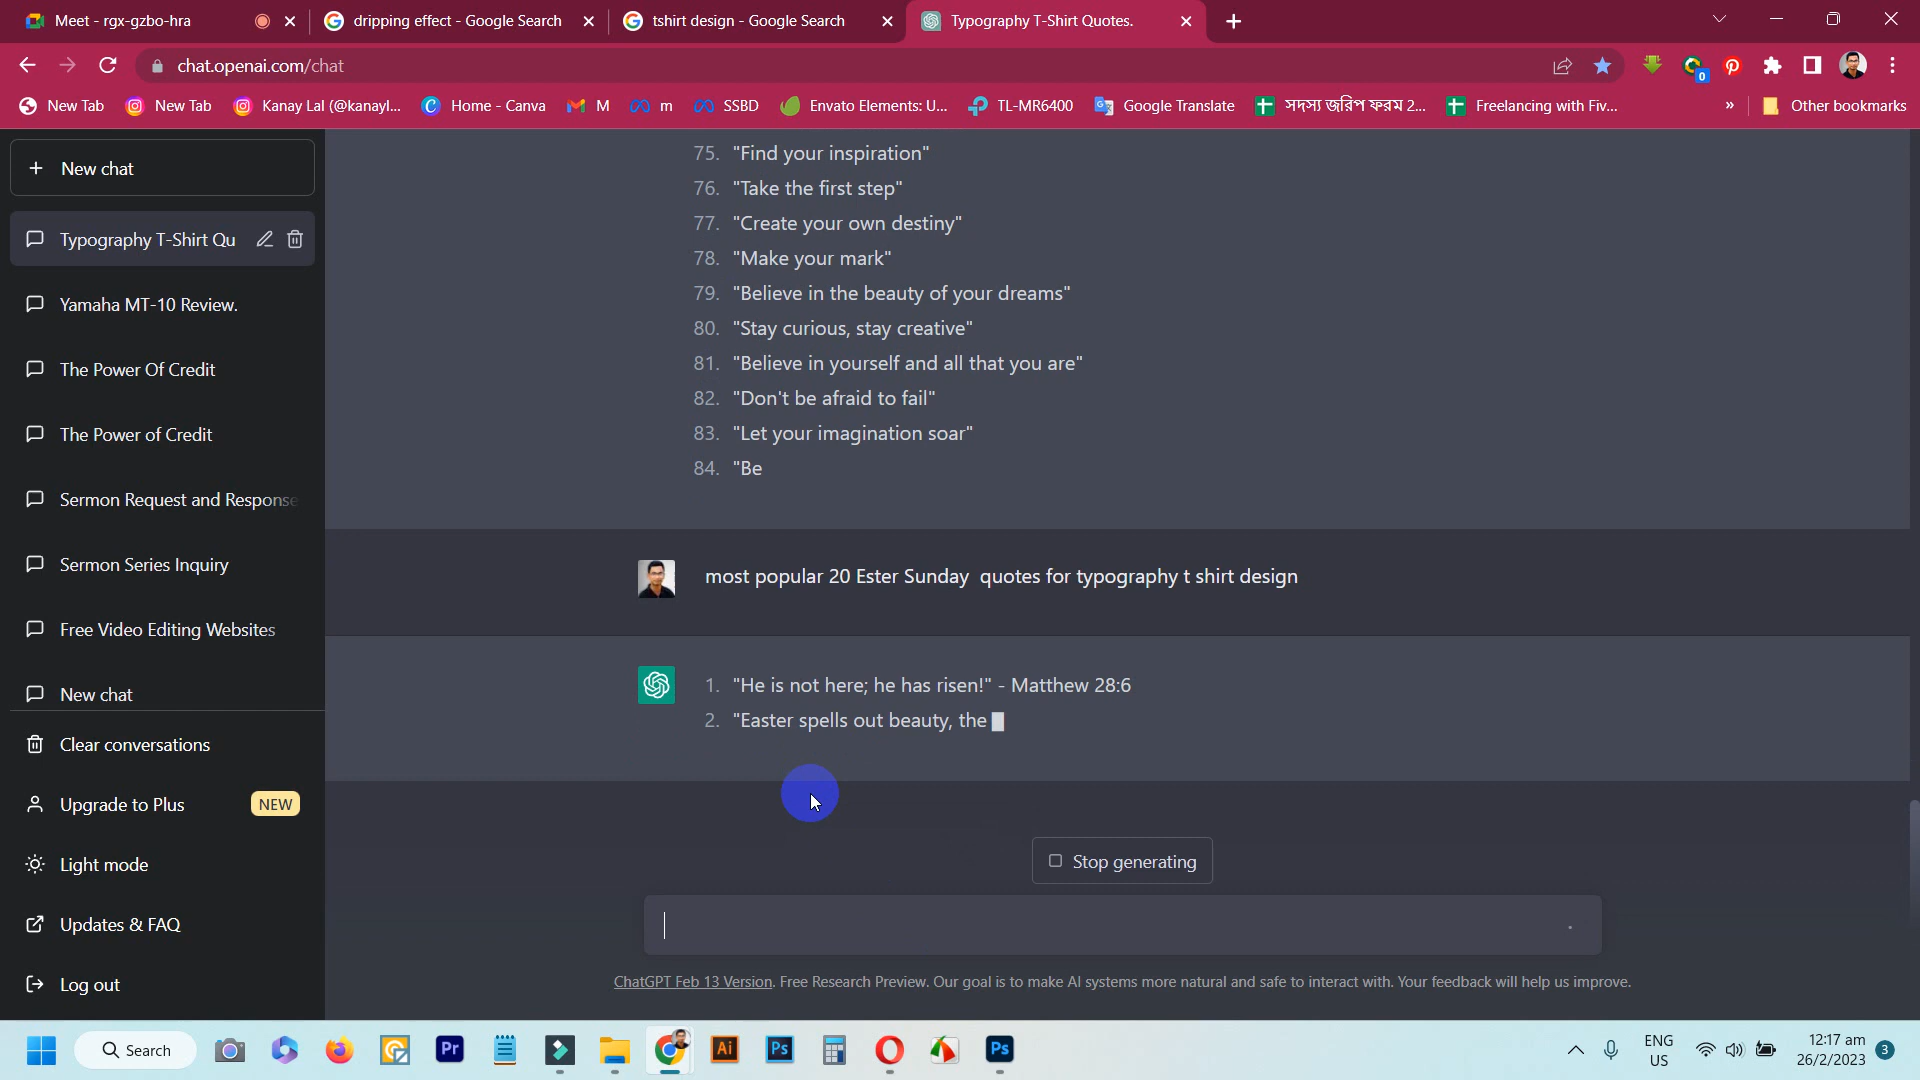 Meet - rgx-gzbo-hra
dripping effect - Google Search
tshirt design - Google Search
Typography T-Shirt Quotes.
chat.openai.com/chat
0
New Tab
New Tab
Kanay Lal (@kanayl...
Home - Canva
M
m
SSBD
Envato Elements: U...
TL-MR6400
Google Translate
সদস্য জরিপ ফরম 2...
Freelancing with Fiv...
»
Other bookmarks
+ New chat
Typography T-Shirt Qu
Yamaha MT-10 Review.
The Power Of Credit
The Power of Credit
Sermon Request and Response
Sermon Series Inquiry
Free Video Editing Websites
New chat
Clear conversations
Upgrade to Plus NEW
Light mode
Updates & FAQ
Log out
75. "Find your inspiration"
76. "Take the first step"
77. "Create your own destiny"
78. "Make your mark"
79. "Believe in the beauty of your dreams"
80. "Stay curious, stay creative"
81. "Believe in yourself and all that you are"
82. "Don't be afraid to fail"
83. "Let your imagination soar"
84. "Be
most popular 20 Ester Sunday quotes for typography t shirt design
1. "He is not here; he has risen!" - Matthew 28:6
2. "Easter spells out beauty, the
Stop generating
ChatGPT Feb 13 Version. Free Research Preview. Our goal is to make AI systems more natural and safe to interact with. Your feedback will help us improve.
Search
Pr
Ai
Ps
Ps
ENG
US
12:17 am
26/2/2023
3